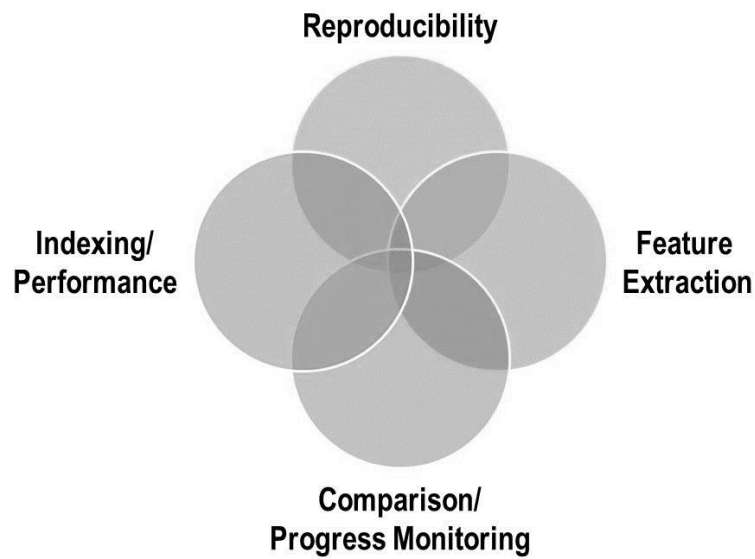 Reproducibility
Indexing/
Performance
Feature
Extraction
Comparison/
Progress Monitoring